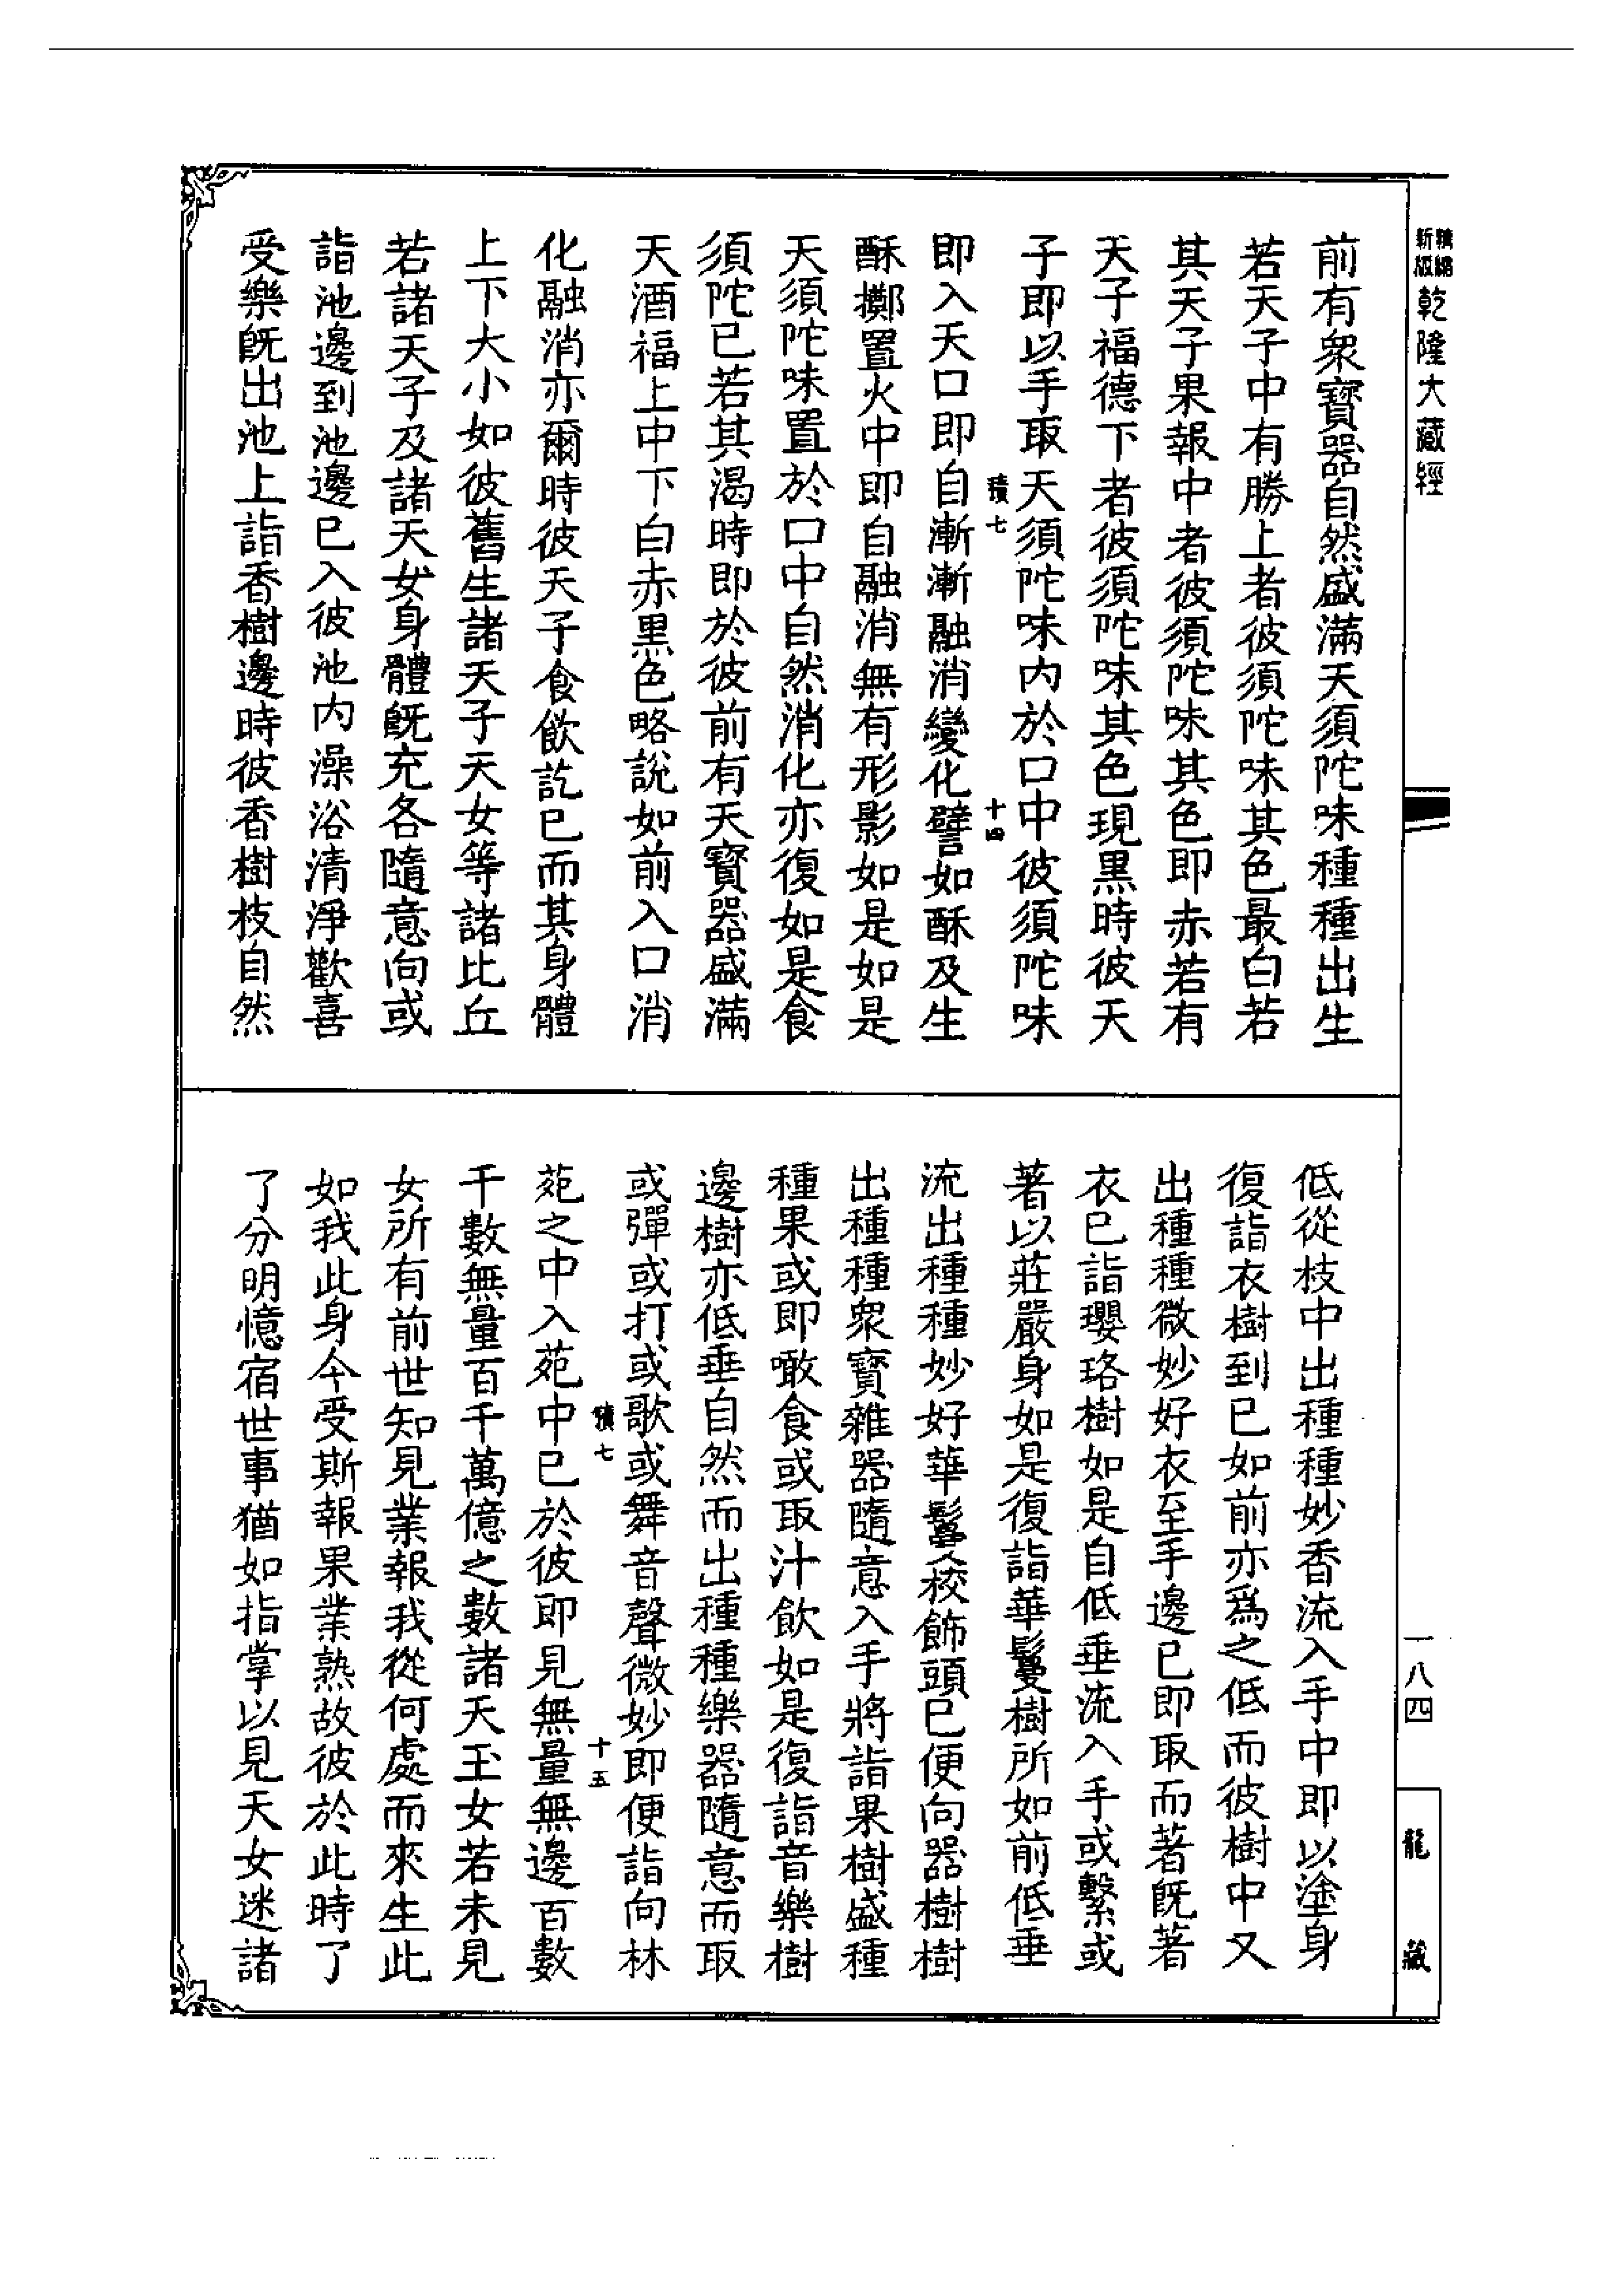 精縮新版乾隆大藏經
前有眾寶器自然盛滿天須陀味種種出生
若天子中有勝上者彼須陀味其色最白若
其天子果報中者彼須陀味其色即赤若有
天子福德下者彼須陀味其色現黑時彼天
子即以手取天須陀味內於口中彼須陀味
積七 十四
即入天口即自漸漸融消變化譬如酥及生
酥擲置火中即自融消無有形影如是如是
天須陀味置於口中自然消化亦復如是食
須陀已若其渴時即於彼前有天寶器盛滿
天酒福上中下白赤黑色略說如前入口消
化融消亦爾時彼天子食飲訖已而其身體
上下大小如彼舊生諸天子天女等諸比丘
若諸天子及諸天女身體既充各隨意向或
詣池邊到池邊已入彼池內澡浴清淨歡喜
受樂既出池上詣香樹邊時彼香樹枝自然
低從枝中出種種妙香流入手中即以塗身
復詣衣樹到已如前亦爲之低而彼樹中又
出種種微妙好衣至手邊已即取而著既著
衣已詣瓔珞樹如是自低垂流入手或繫或
著以莊嚴身如是復詣華鬘樹所如前低垂
流出種種妙好華鬘挍飾頭已便向器樹樹
出種種眾寶雜器隨意入手將詣果樹盛種
種果或即噉食或取汁飲如是復詣音樂樹
邊樹亦低垂自然而出種種樂器隨意而取
或彈或打或歌或舞音聲微妙即便詣向林
積七 十五
苑之中入苑中已於彼即見無量無邊百數
千數無量百千萬億之數諸天玉女若未見
女所有前世知見業報我從何處而來生此
如我此身今受斯報果業熟故彼於此時了
了分明憶宿世事猶如指掌以見天女迷諸
一八四
龍藏